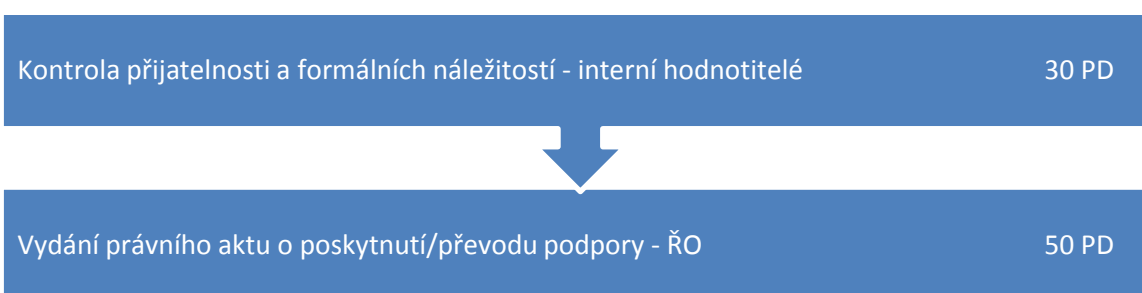 Kontrola přijatelnosti a formálních náležitostí - interní hodnotitelé 30 PD
Vydání právního aktu o poskytnutí/převodu podpory - ŘO 50 PD